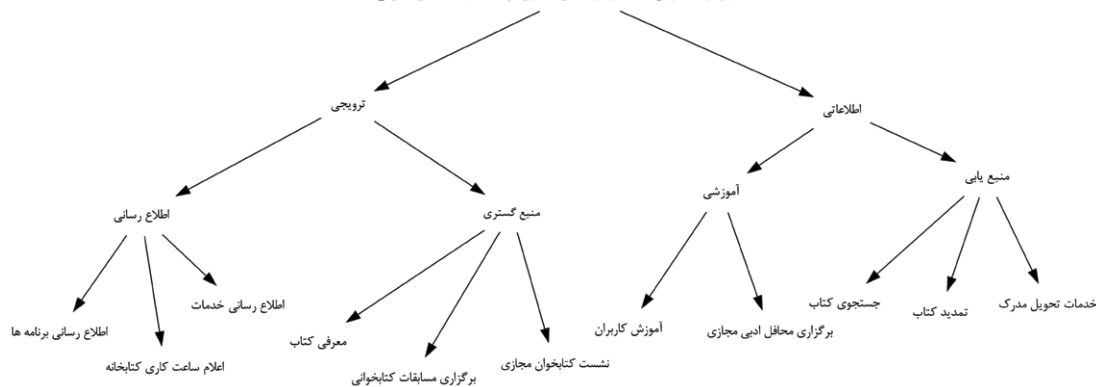 ترویجی
اطلاعاتی
منبع یابی
آموزشی
منبع گستری
اطلاع رسانی
خدمات تحویل مدرک
تمدید کتاب
جستجوی کتاب
برگزاری محافل ادبی مجازی
آموزش کاربران
نشست کتابخوان مجازی
برگزاری مسابقات کتابخوانی
معرفی کتاب
اطلاع رسانی خدمات
اعلام ساعت کاری کتابخانه
اطلاع رسانی برنامه ها